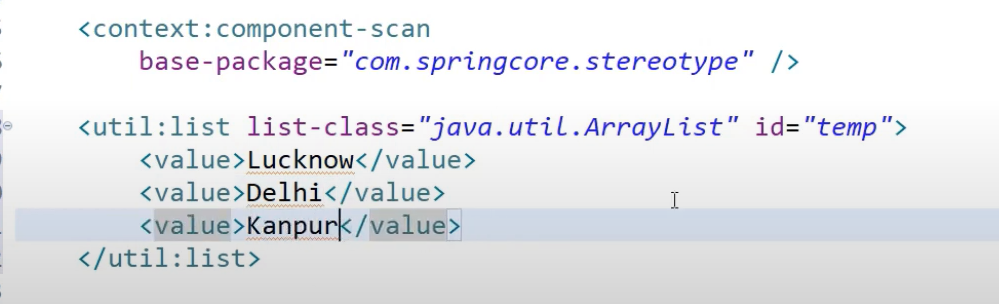 <context:component-scan
base-package="com.springcore.stereotype" />
<util:list list-class="java.util.ArrayList" id="temp">
<value>Lucknow</value>
<value>Delhi</value>
<value>Kanpur</value>
</util:list>